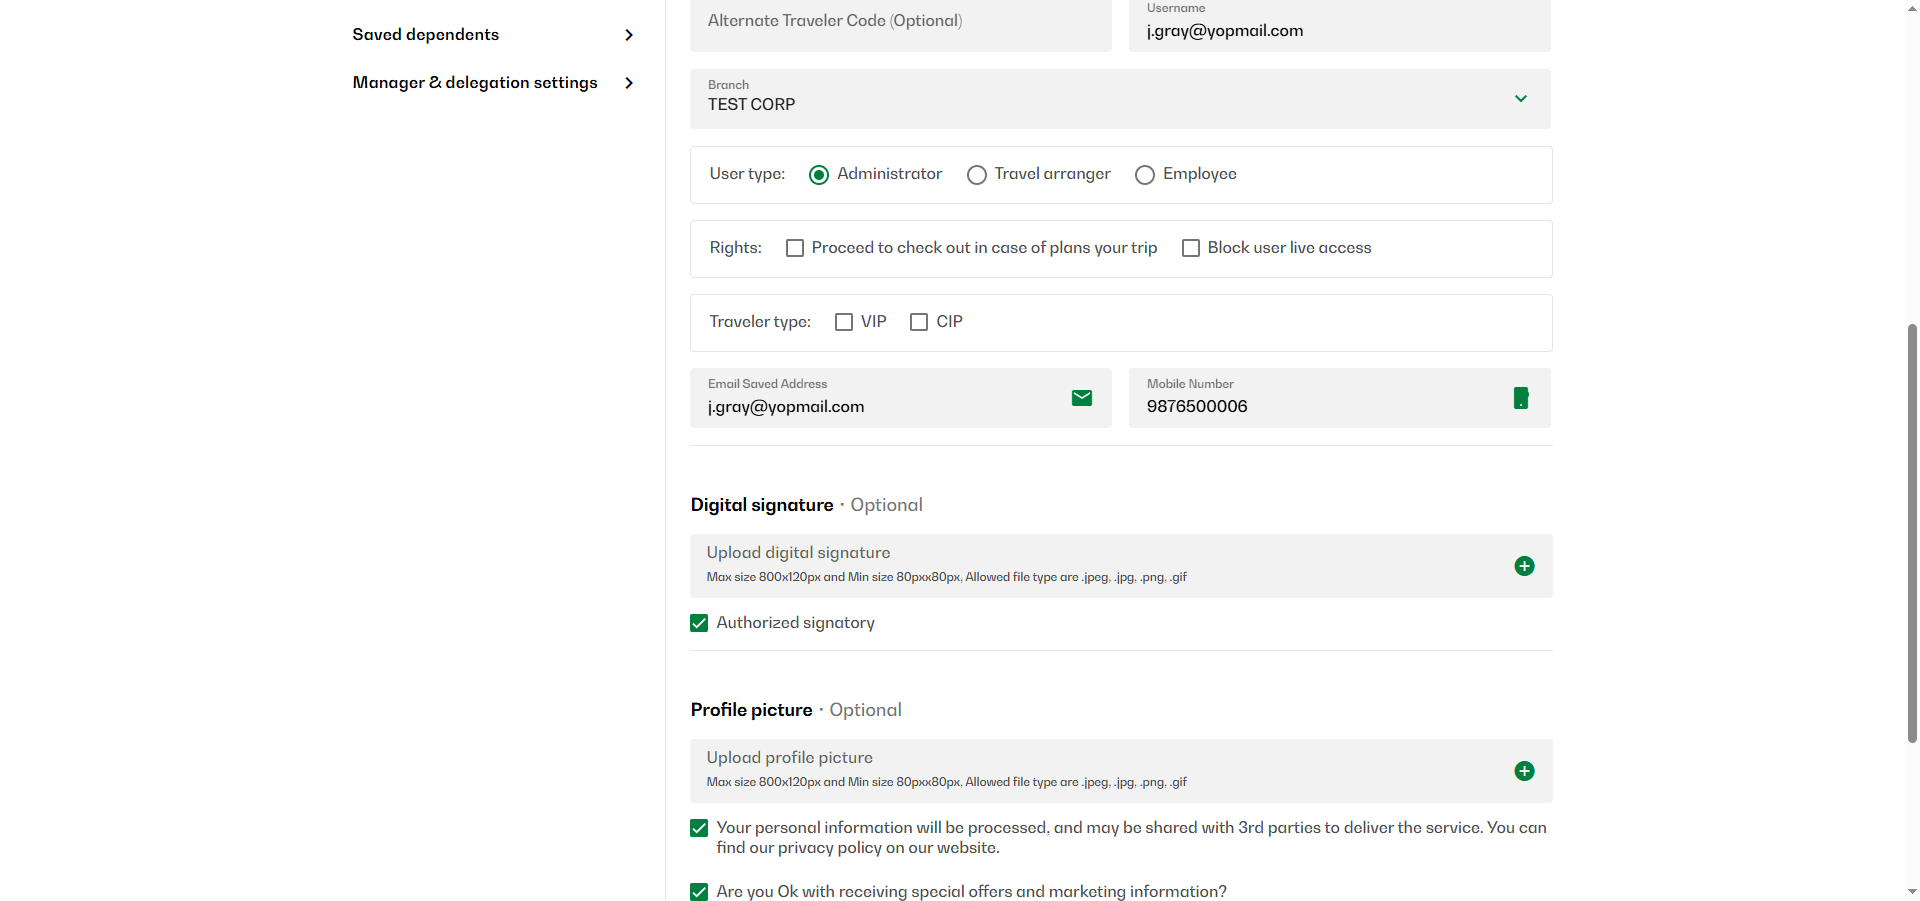 Saved dependents
Manager & delegation settings
Alternate Traveler Code (Optional)
Username
j.gray@yopmail.com
Branch
TEST CORP
User type: Administrator Travel arranger Employee
Rights: Proceed to check out in case of plans your trip Block user live access
Traveler type: VIP CIP
Email Saved Address
j.gray@yopmail.com
Mobile Number
9876500006
Digital signature · Optional
Upload digital signature
Max size 800x120px and Min size 80pxx80px, Allowed file type are .jpeg, .jpg, .png, .gif
Authorized signatory
Profile picture · Optional
Upload profile picture
Max size 800x120px and Min size 80pxx80px, Allowed file type are .jpeg, .jpg, .png, .gif
Your personal information will be processed, and may be shared with 3rd parties to deliver the service. You can
find our privacy policy on our website.
Are you Ok with receiving special offers and marketing information?